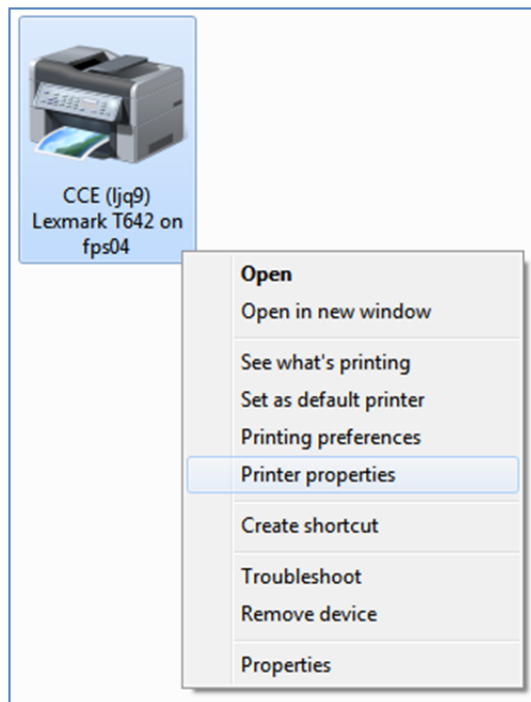 CCE (ljq9)
Lexmark T642 on
fps04
Open
Open in new window
See what's printing
Set as default printer
Printing preferences
Printer properties
Create shortcut
Troubleshoot
Remove device
Properties